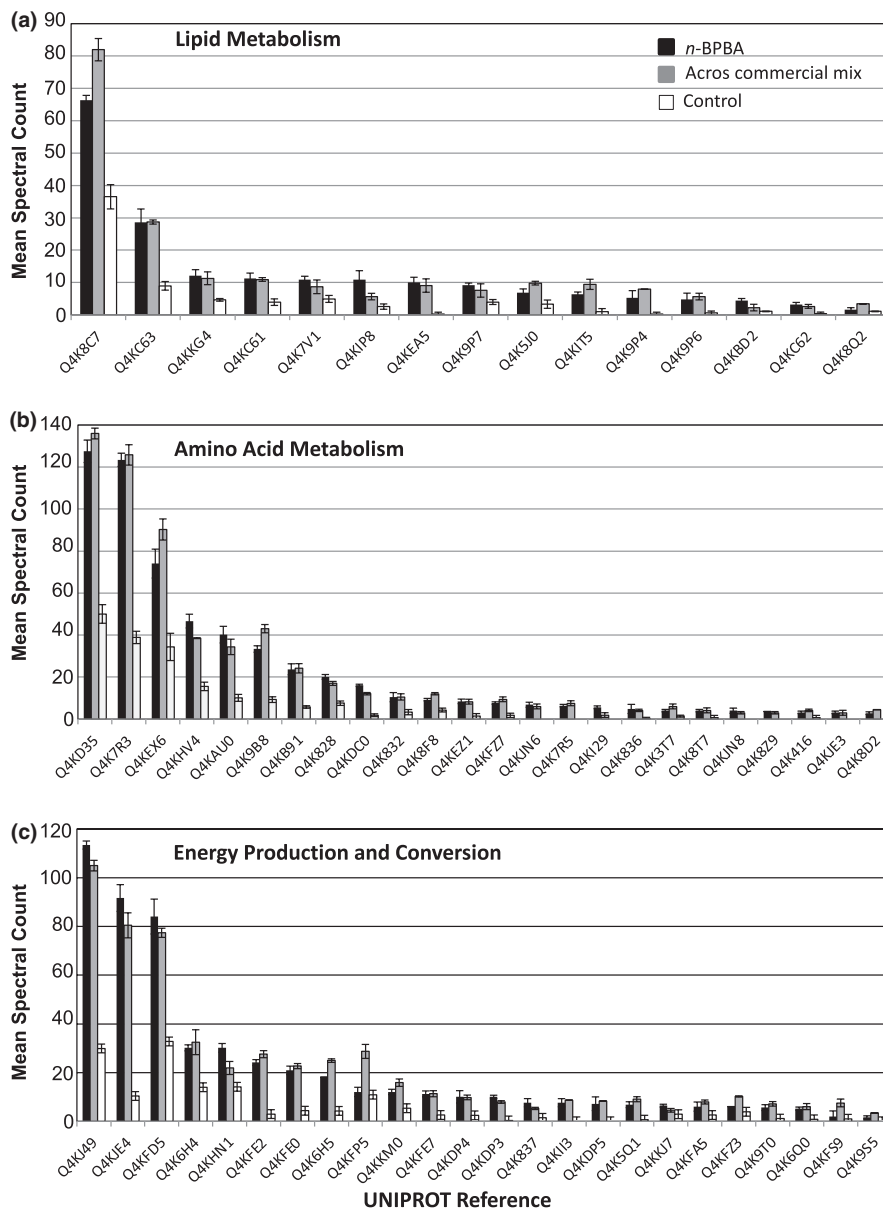 (a)
Lipid Metabolism
n-BPBA
Acros commercial mix
Control
Mean Spectral Count
90
80
70
60
50
40
30
20
10
0
Q4K8C7 Q4KC63 Q4KKG4 Q4KCG1 Q4K7V1 Q4KIP8 Q4KEA5 Q4K9P7 Q4K5J0 Q4KIT5 Q4K9P4 Q4K9P6 Q4KBD2 Q4KC62 Q4K8Q2
(b)
Amino Acid Metabolism
Mean Spectral Count
140
120
100
80
60
40
20
0
Q4KD35 Q4K7R3 Q4KEX6 Q4KHV4 Q4KAU0 Q4K9B8 Q4KB91 Q4K828 Q4KDC0 Q4K832 Q4K8F8 Q4KEZ1 Q4KFZ7 Q4KJN6 Q4K7R5 Q4KI29 Q4K836 Q4K3T7 Q4K8T7 Q4KJN8 Q4K8Z9 Q4K416 Q4KJE3 Q4K8D2
(c)
Energy Production and Conversion
Mean Spectral Count
120
100
80
60
40
20
0
Q4KJ49 Q4KJE4 Q4KFD5 Q4K6H4 Q4KHN1 Q4KFE2 Q4KFE0 Q4K6H5 Q4KFP5 Q4KKM0 Q4KFE7 Q4KDP4 Q4KDP3 Q4K837 Q4KII3 Q4KDP5 Q4K5Q1 Q4KKJ7 Q4KFA5 Q4KFZ3 Q4K9T0 Q4K6Q0 Q4KFS9 Q4K9S5
UNIPROT Reference